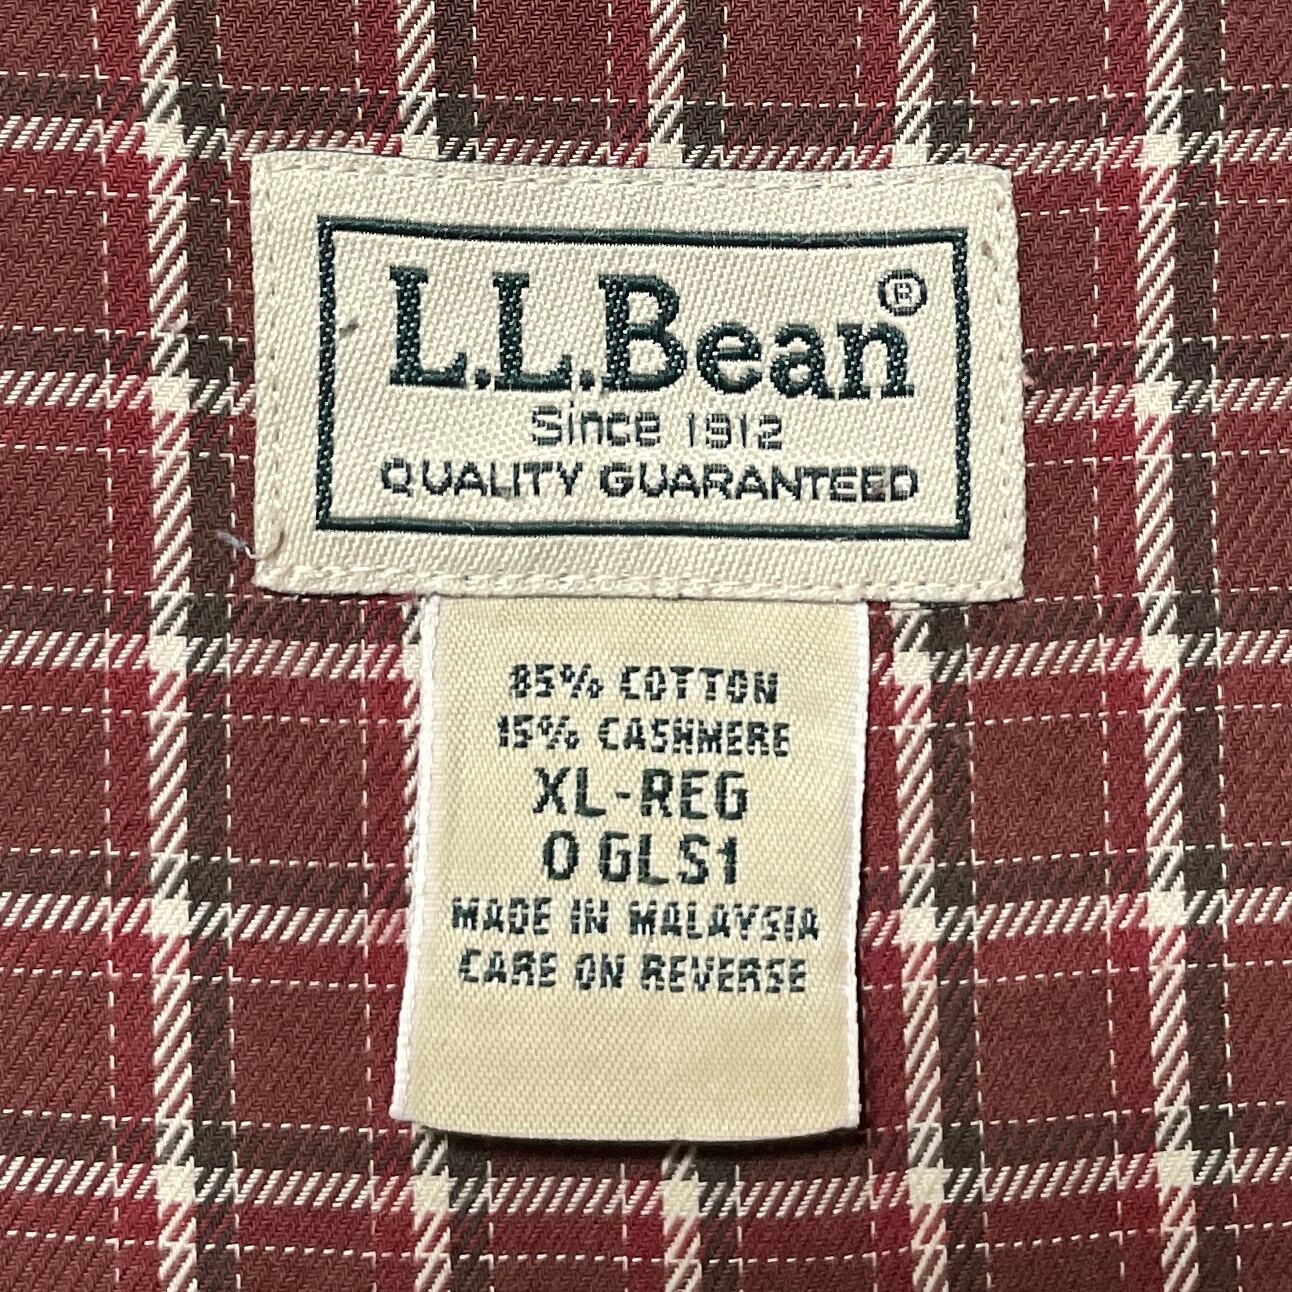 L.L.Bean®
Since 1912
QUALITY GUARANTEED
85% COTTON
15% CASHMERE
XL-REG
0 GLS1
MADE IN MALAYSIA
CARE ON REVERSE